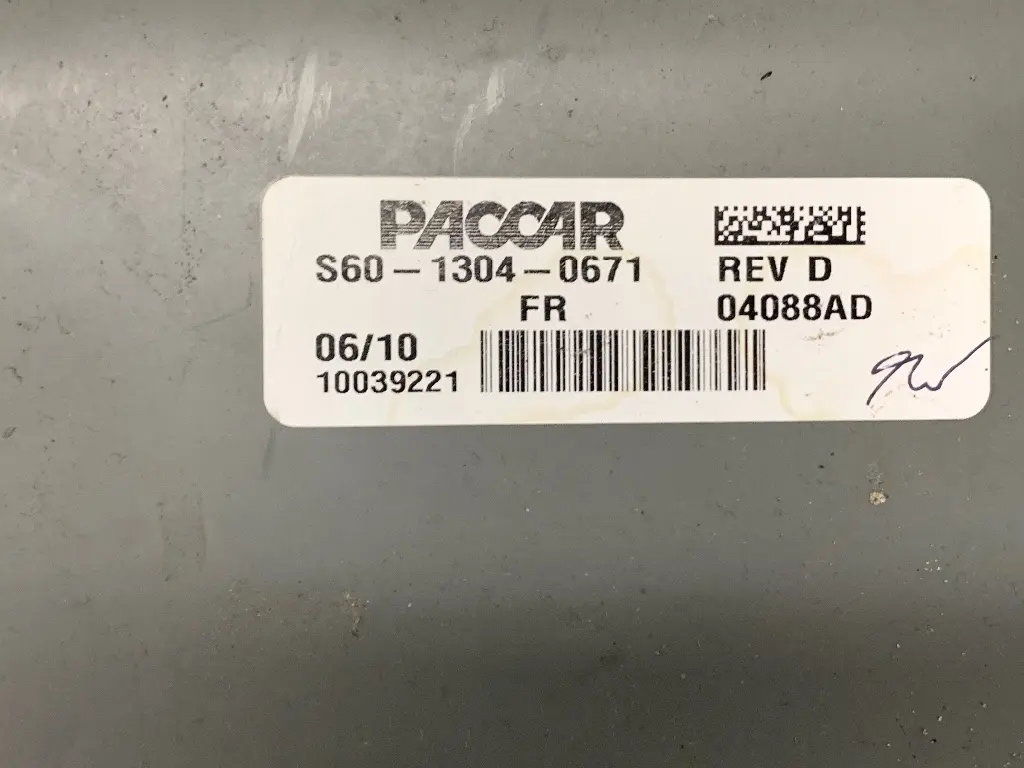 PACCAR
S60-1304-0671 REV D
FR 04088AD
06/10
10039221